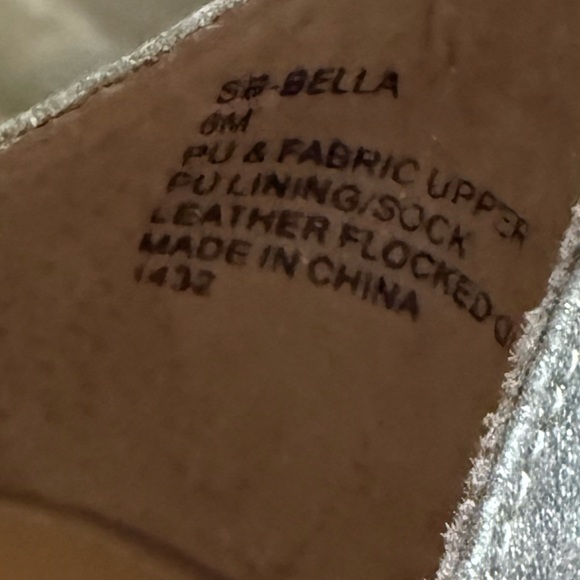 SB-BELLA
6M
PU & FABRIC UPPER
PU LINING/SOCK
LEATHER FLOCKED
MADE IN CHINA
1432